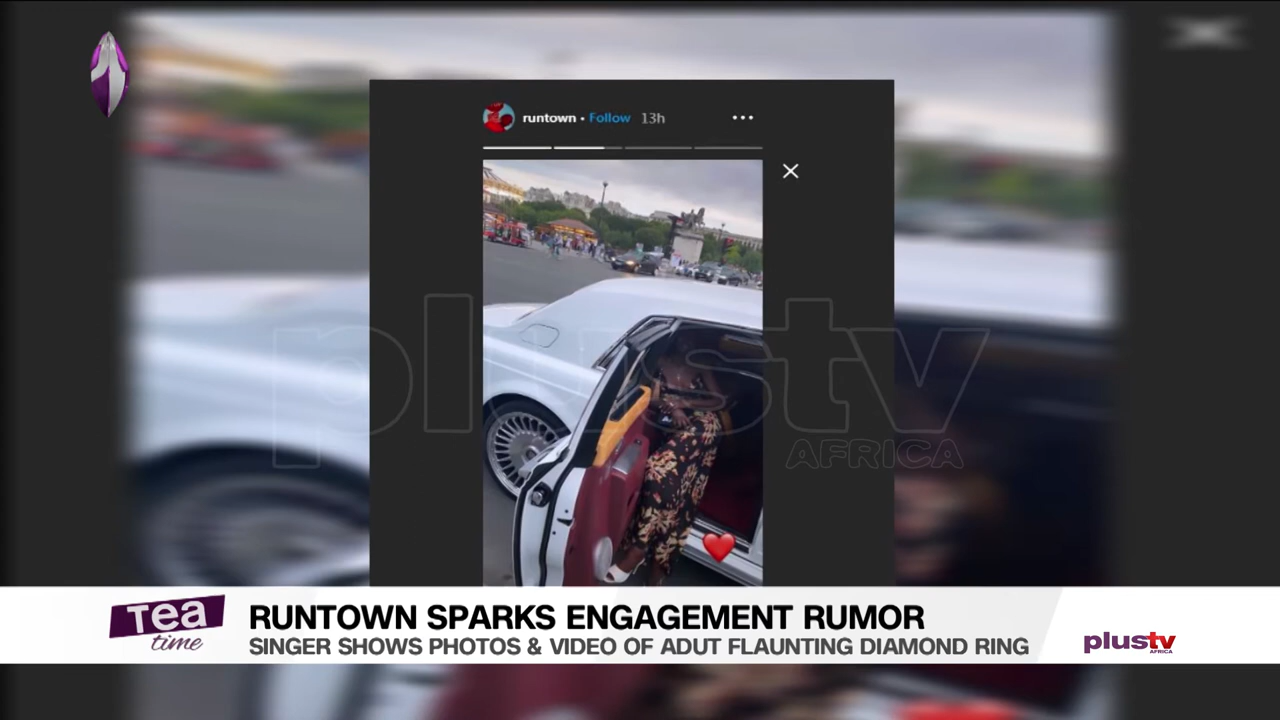 runtown • Follow 13h
plustv
AFRICA
Tea
time
RUNTOWN SPARKS ENGAGEMENT RUMOR
SINGER SHOWS PHOTOS & VIDEO OF ADUT FLAUNTING DIAMOND RING
plustv
AFRICA